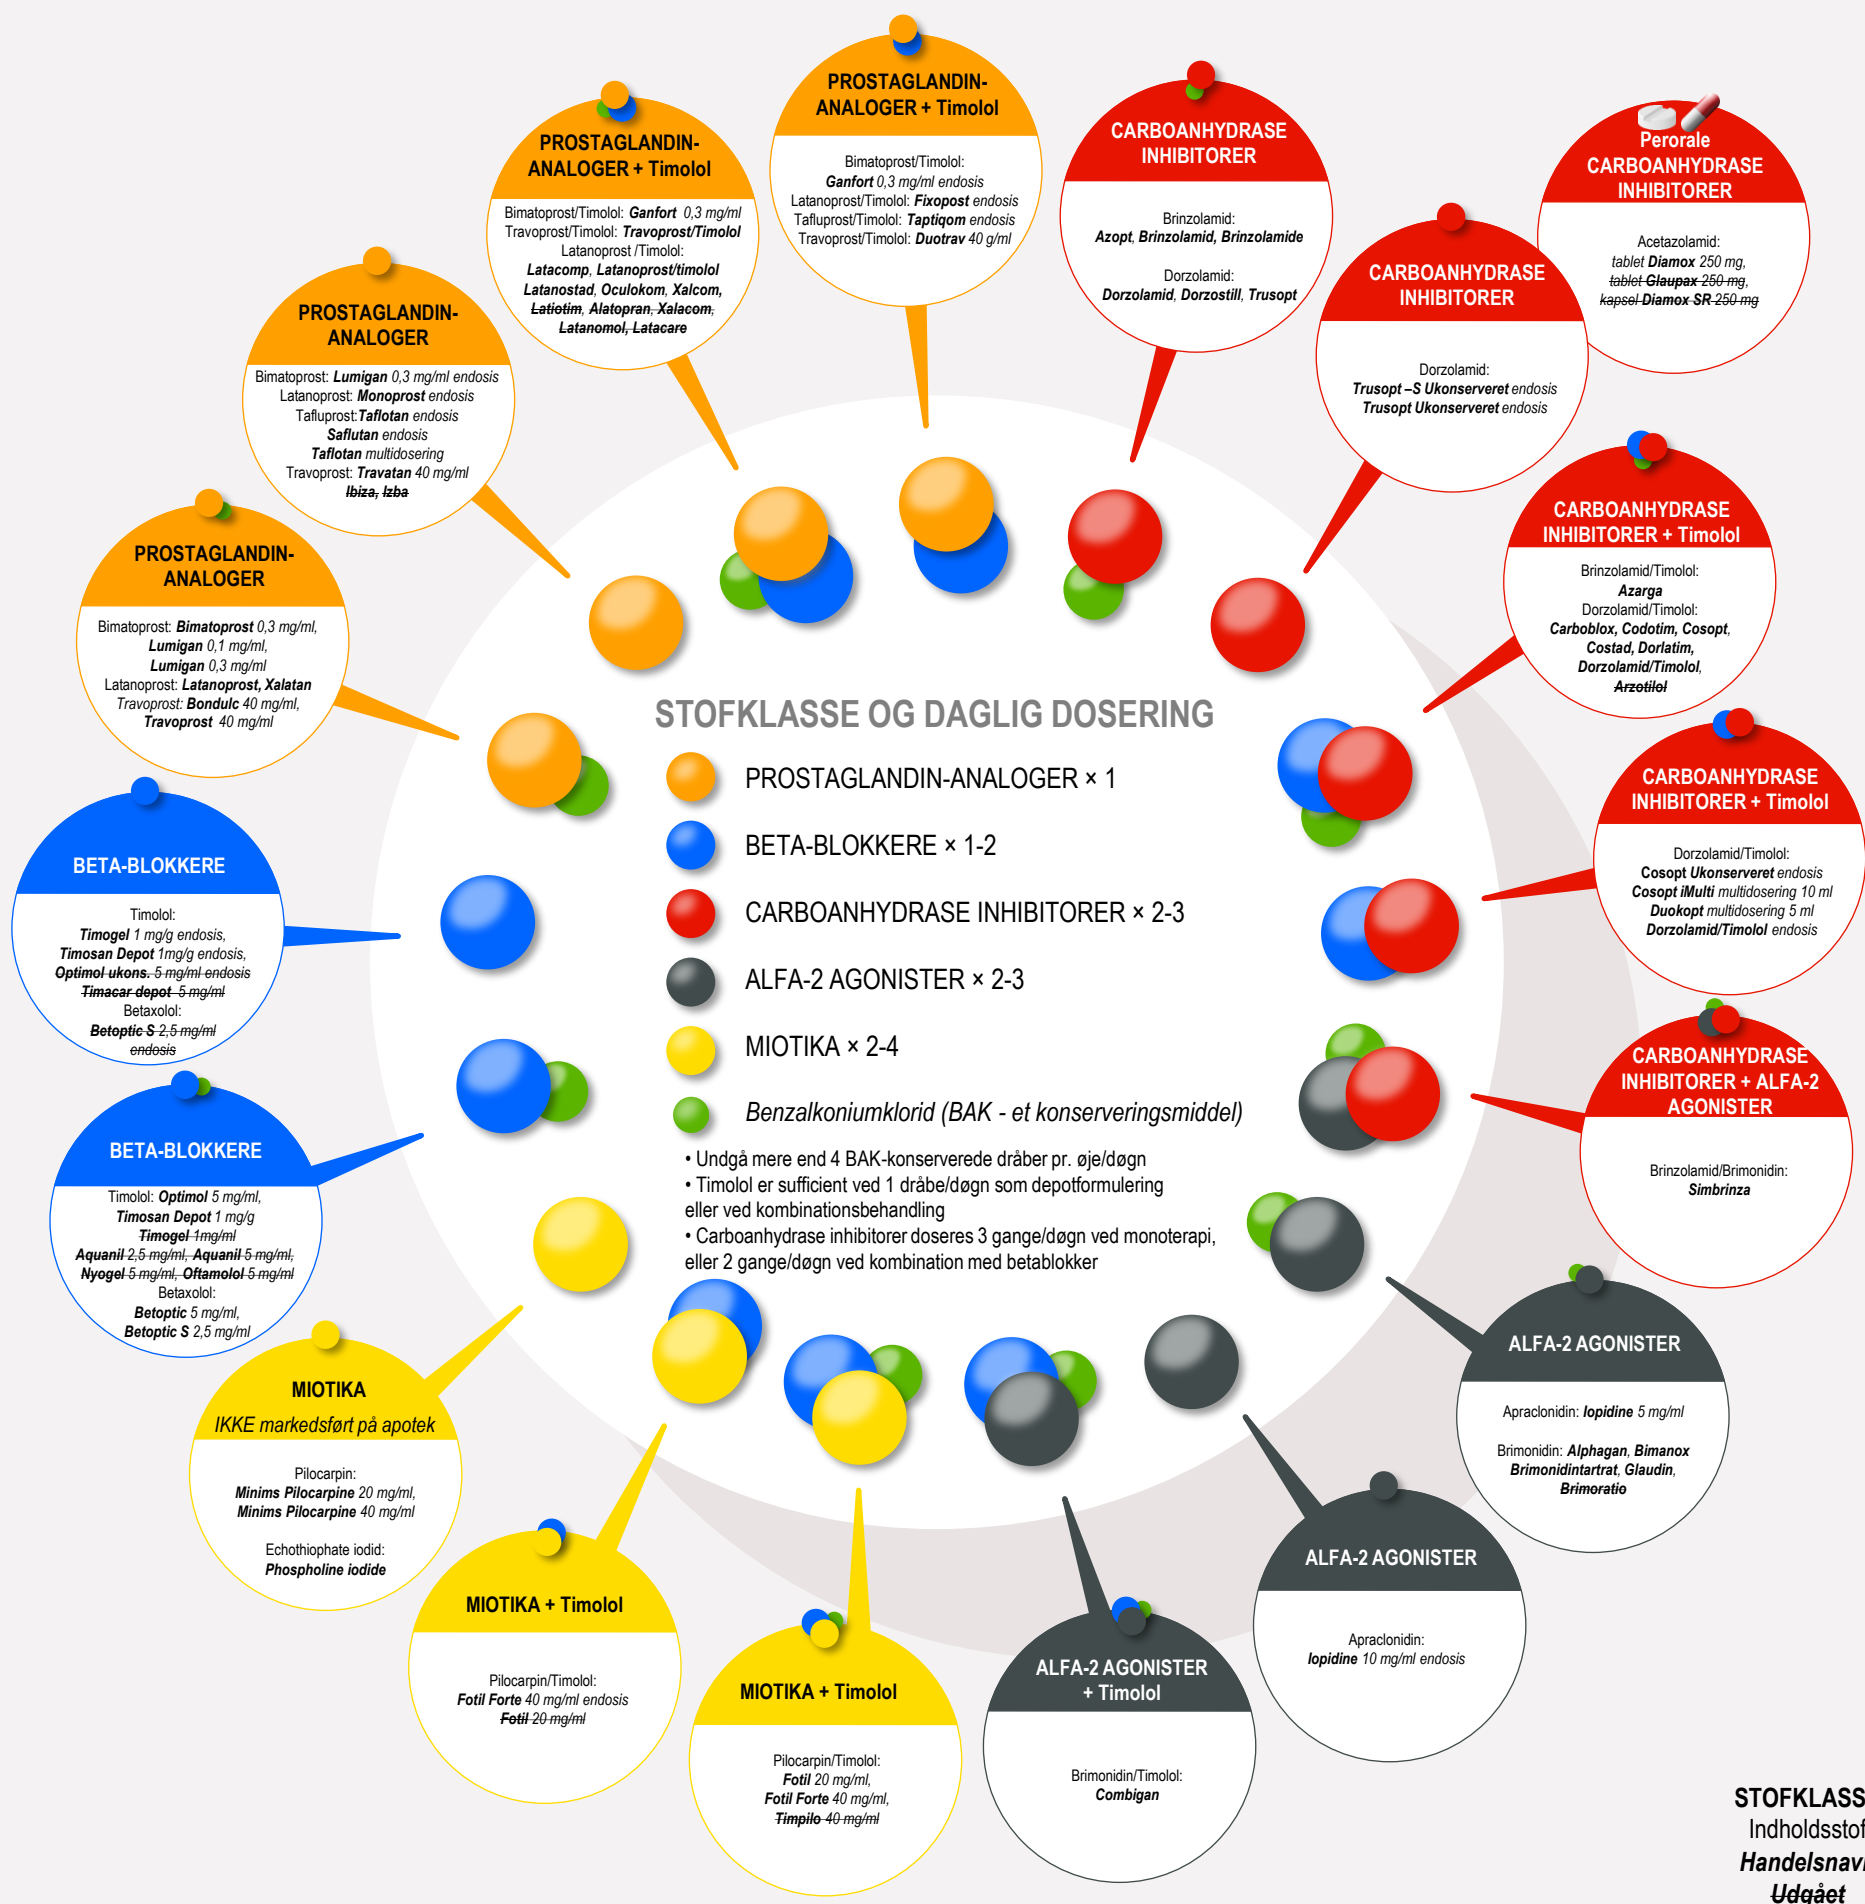 PROSTAGLANDIN-
ANALOGER + Timolol
Bimatoprost/Timolol:
Ganfort 0,3 mg/ml endosis
Latanoprost/Timolol: Fixopost endosis
Tafluprost/Timolol: Taptiqom endosis
Travoprost/Timolol: Duotrav 40 g/ml
CARBOANHYDRASE
INHIBITORER
Brinzolamid:
Azopt, Brinzolamid, Brinzolamide
Dorzolamid:
Dorzolamid, Dorzostill, Trusopt
Perorale
CARBOANHYDRASE
INHIBITORER
Acetazolamid:
tablet Diamox 250 mg,
tablet Glaupax 250 mg,
kapsel Diamox SR 250 mg
CARBOANHYDRASE
INHIBITORER
Dorzolamid:
Trusopt –S Ukonserveret endosis
Trusopt Ukonserveret endosis
CARBOANHYDRASE
INHIBITORER + Timolol
Brinzolamid/Timolol:
Azarga
Dorzolamid/Timolol:
Carboblox, Codotim, Cosopt,
Costad, Dorlatim,
Dorzolamid/Timolol,
Arzotilol
CARBOANHYDRASE
INHIBITORER + Timolol
Dorzolamid/Timolol:
Cosopt Ukonserveret endosis
Cosopt iMulti multidosering 10 ml
Duokopt multidosering 5 ml
Dorzolamid/Timolol endosis
CARBOANHYDRASE
INHIBITORER + ALFA-2
AGONISTER
Brinzolamid/Brimonidin:
Simbrinza
ALFA-2 AGONISTER
Apraclonidin: Iopidine 5 mg/ml
Brimonidin: Alphagan, Bimanox
Brimonidintartrat, Glaudin,
Brimoratio
ALFA-2 AGONISTER
Apraclonidin:
Iopidine 10 mg/ml endosis
ALFA-2 AGONISTER
+ Timolol
Brimonidin/Timolol:
Combigan
MIOTIKA + Timolol
Pilocarpin/Timolol:
Fotil 20 mg/ml,
Fotil Forte 40 mg/ml,
Timpilo 40 mg/ml
MIOTIKA + Timolol
Pilocarpin/Timolol:
Fotil Forte 40 mg/ml endosis
Fotil 20 mg/ml
MIOTIKA
IKKE markedsført på apotek
Pilocarpin:
Minims Pilocarpine 20 mg/ml,
Minims Pilocarpine 40 mg/ml
Echothiophate iodid:
Phospholine iodide
BETA-BLOKKERE
Timolol: Optimol 5 mg/ml,
Timosan Depot 1 mg/g
Timogel 1mg/ml
Aquanil 2,5 mg/ml, Aquanil 5 mg/ml,
Nyogel 5 mg/ml, Oftamolol 5 mg/ml
Betaxolol:
Betoptic 5 mg/ml,
Betoptic S 2,5 mg/ml
BETA-BLOKKERE
Timolol:
Timogel 1 mg/g endosis,
Timosan Depot 1mg/g endosis,
Optimol ukons. 5 mg/ml endosis
Timacar depot 5 mg/ml
Betaxolol:
Betoptic S 2,5 mg/ml
endosis
PROSTAGLANDIN-
ANALOGER
Bimatoprost: Bimatoprost 0,3 mg/ml,
Lumigan 0,1 mg/ml,
Lumigan 0,3 mg/ml
Latanoprost: Latanoprost, Xalatan
Travoprost: Bondulc 40 mg/ml,
Travoprost 40 mg/ml
PROSTAGLANDIN-
ANALOGER
Bimatoprost: Lumigan 0,3 mg/ml endosis
Latanoprost: Monoprost endosis
Tafluprost:Taflotan endosis
Saflutan endosis
Taflotan multidosering
Travoprost: Travatan 40 mg/ml
Ibiza, Izba
PROSTAGLANDIN-
ANALOGER + Timolol
Bimatoprost/Timolol: Ganfort 0,3 mg/ml
Travoprost/Timolol: Travoprost/Timolol
Latanoprost /Timolol:
Latacomp, Latanoprost/timolol
Latanostad, Oculokom, Xalcom,
Latiotim, Alatopran, Xalacom,
Latanomol, Latacare
STOFKLASSE OG DAGLIG DOSERING
PROSTAGLANDIN-ANALOGER × 1
BETA-BLOKKERE × 1-2
CARBOANHYDRASE INHIBITORER × 2-3
ALFA-2 AGONISTER × 2-3
MIOTIKA × 2-4
Benzalkoniumklorid (BAK - et konserveringsmiddel)
• Undgå mere end 4 BAK-konserverede dråber pr. øje/døgn
• Timolol er sufficient ved 1 dråbe/døgn som depotformulering
eller ved kombinationsbehandling
• Carboanhydrase inhibitorer doseres 3 gange/døgn ved monoterapi,
eller 2 gange/døgn ved kombination med betablokker
STOFKLASS
Indholdsstof
Handelsnav
Udgået